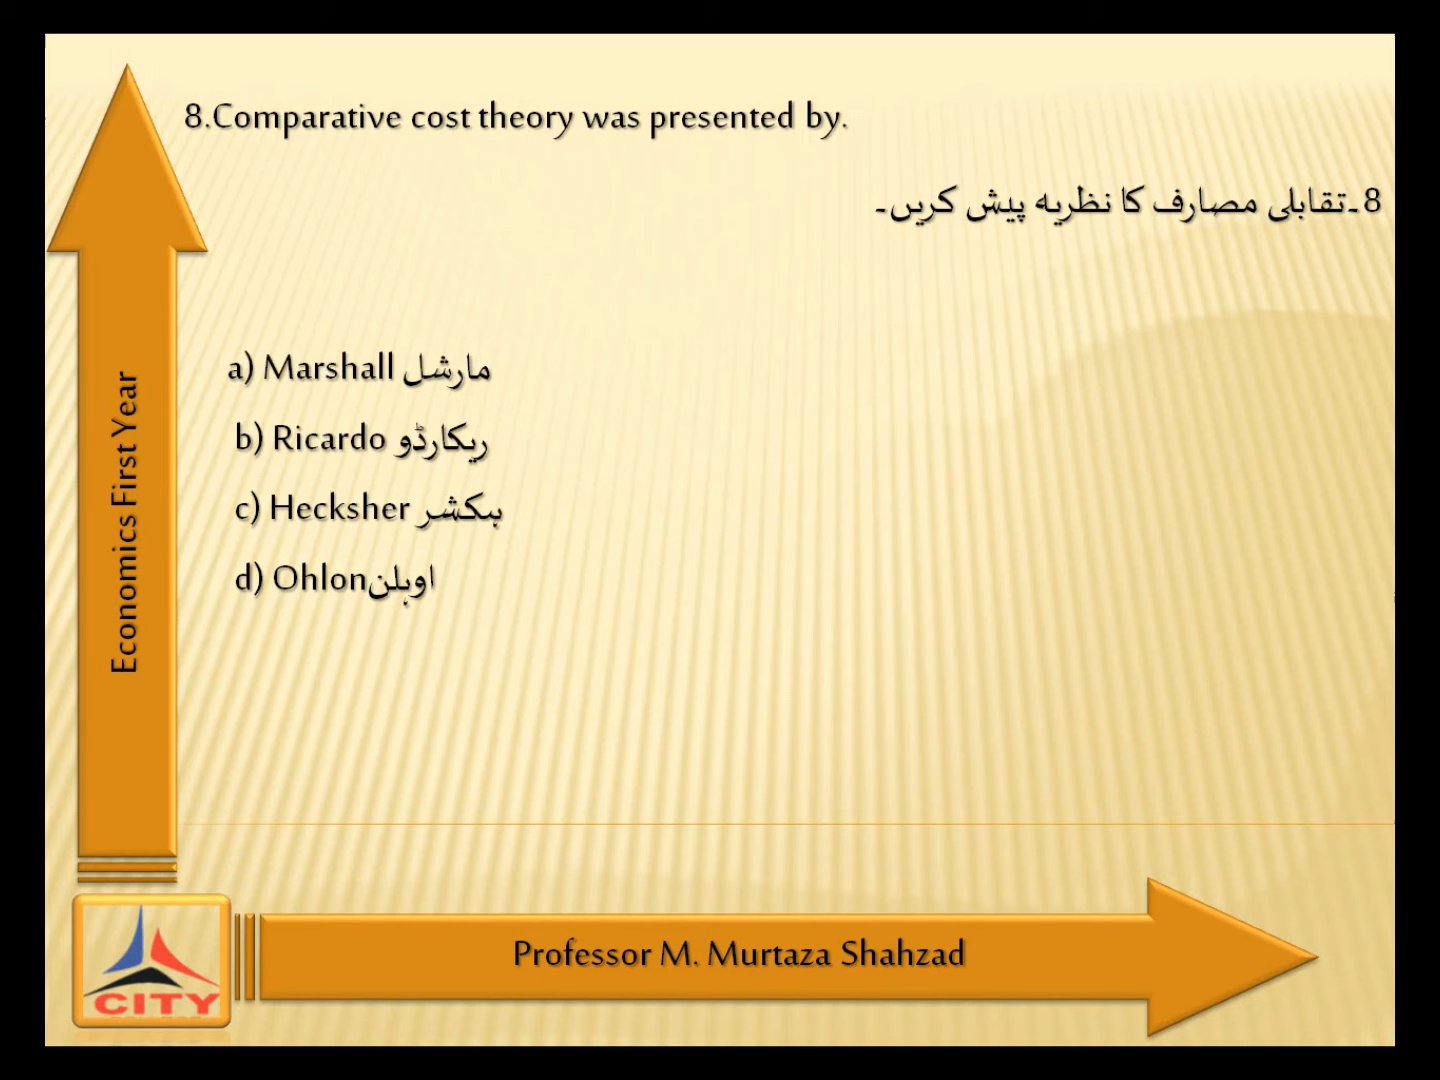 8.Comparative cost theory was presented by.
8۔تقابلی مصارف کا نظریہ پیش کریں۔
a) Marshall مارشل
b) Ricardo ریکارڈو
c) Hecksher ہکشر
d) Ohlonاوہلن
Economics First Year
CITY
Professor M. Murtaza Shahzad